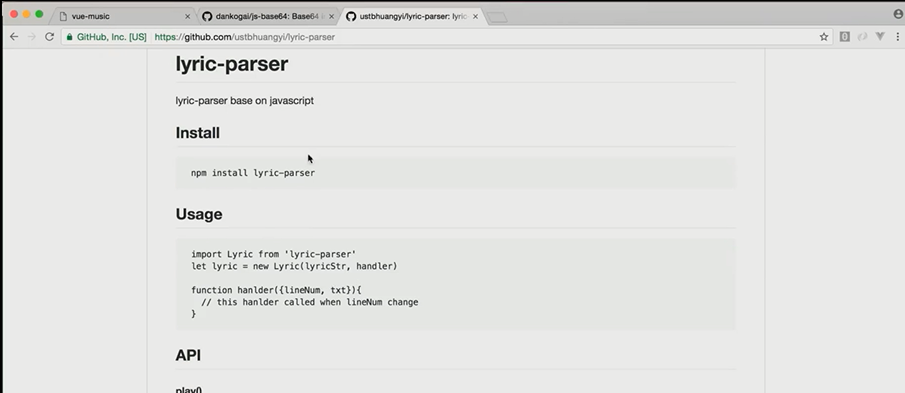 vue-music
dankogai/js-base64: Base64
ustbhuangyi/lyric-parser: lyric
GitHub, Inc. [US] https://github.com/ustbhuangyi/lyric-parser
lyric-parser
lyric-parser base on javascript
Install
npm install lyric-parser
Usage
import Lyric from 'lyric-parser'
let lyric = new Lyric(lyricStr, handler)
function hanlder({lineNum, txt}){
// this hanlder called when lineNum change
}
API
play()